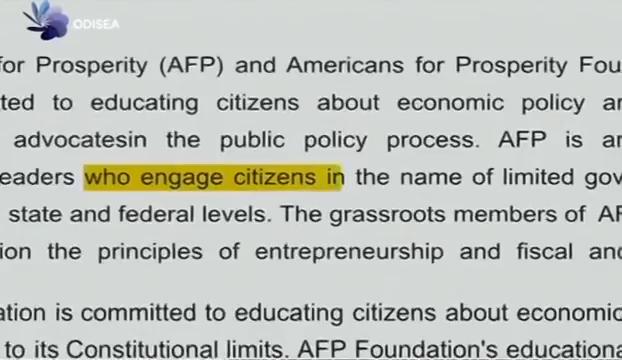 ODISEA
for Prosperity (AFP) and Americans for Prosperity Fou
ted to educating citizens about economic policy a
advocatesin the public policy process. AFP is a
eaders who engage citizens in the name of limited gov
state and federal levels. The grassroots members of AF
ion the principles of entrepreneurship and fiscal and
ation is committed to educating citizens about economic
to its Constitutional limits. AFP Foundation's educationa